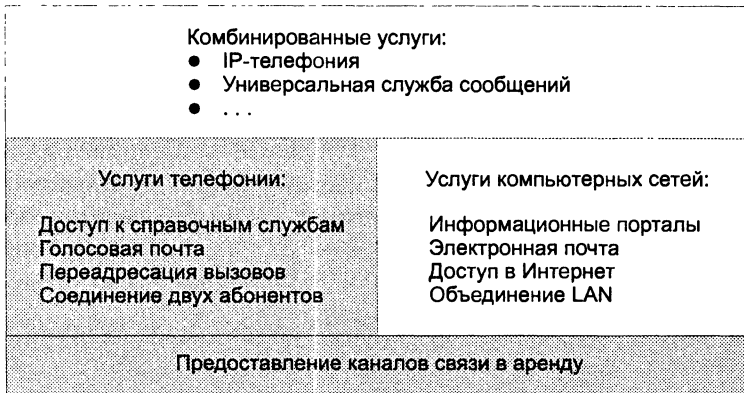 Комбинированные услуги:
● IP-телефония
● Универсальная служба сообщений
● . . .
Услуги телефонии:
Доступ к справочным службам
Голосовая почта
Переадресация вызовов
Соединение двух абонентов
Услуги компьютерных сетей:
Информационные порталы
Электронная почта
Доступ в Интернет
Объединение LAN
Предоставление каналов связи в аренду